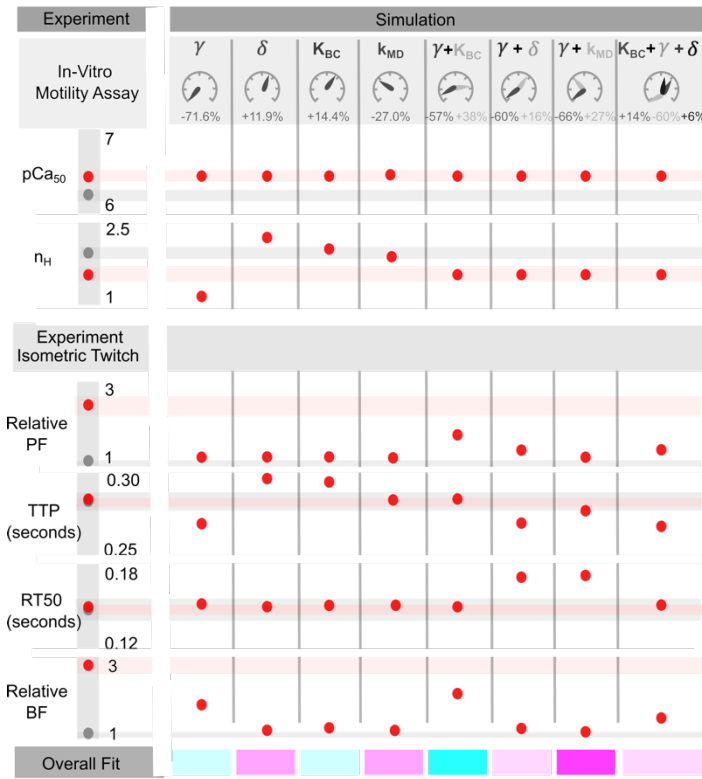 Experiment Simulation
In-Vitro
Motility Assay
γ δ K_BC k_MD γ+K_BC γ + δ γ + k_MD K_BC+ γ + δ
-71.6% +11.9% +14.4% -27.0% -57% +38% -60% +16% -66% +27% +14% -60% +6%
7
pCa₅₀
6
2.5
n_H
1
Experiment
Isometric Twitch
3
Relative
PF
1
0.30
TTP
(seconds)
0.25
0.18
RT50
(seconds)
0.12
3
Relative
BF
1
Overall Fit